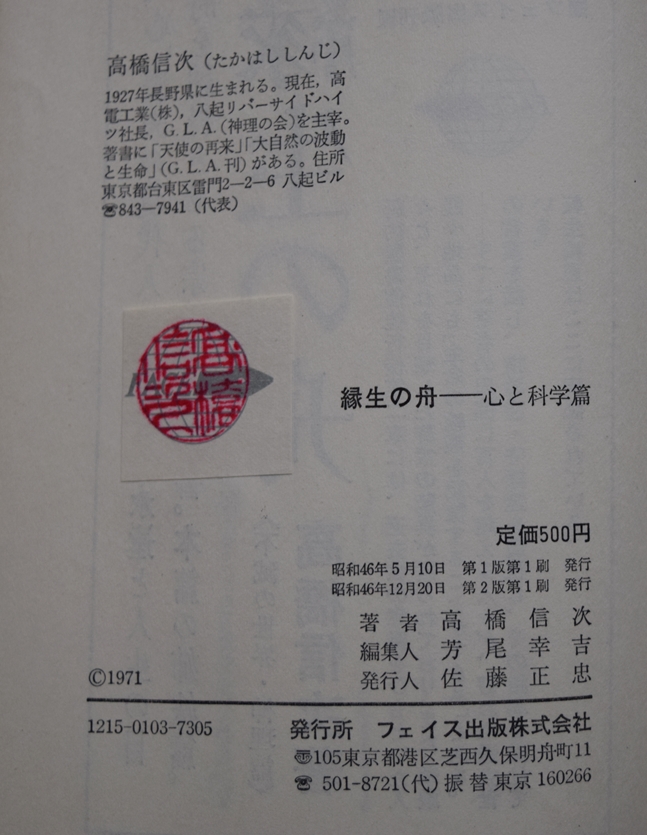 高橋信次（たかはししんじ）
1927年長野県に生まれる。現在，高
電工業(株)，八起リバーサイドハイ
ツ社長，G.L.A.(神理の会)を主宰。
著書に「天使の再来」「大自然の波動
と生命」(G.L.A.刊)がある。住所
東京都台東区雷門2—2—6 八起ビル
☎843—7941（代表）
高橋信次
縁生の舟——心と科学篇
定価500円
昭和46年5月10日 第1版第1刷 発行
昭和46年12月20日 第2版第1刷 発行
著者 高橋信次
編集人 芳尾幸吉
発行人 佐藤正忠
©1971
1215-0103-7305
発行所 フェイス出版株式会社
〠105東京都港区芝西久保明舟町11
☎ 501-8721(代) 振替東京 160266